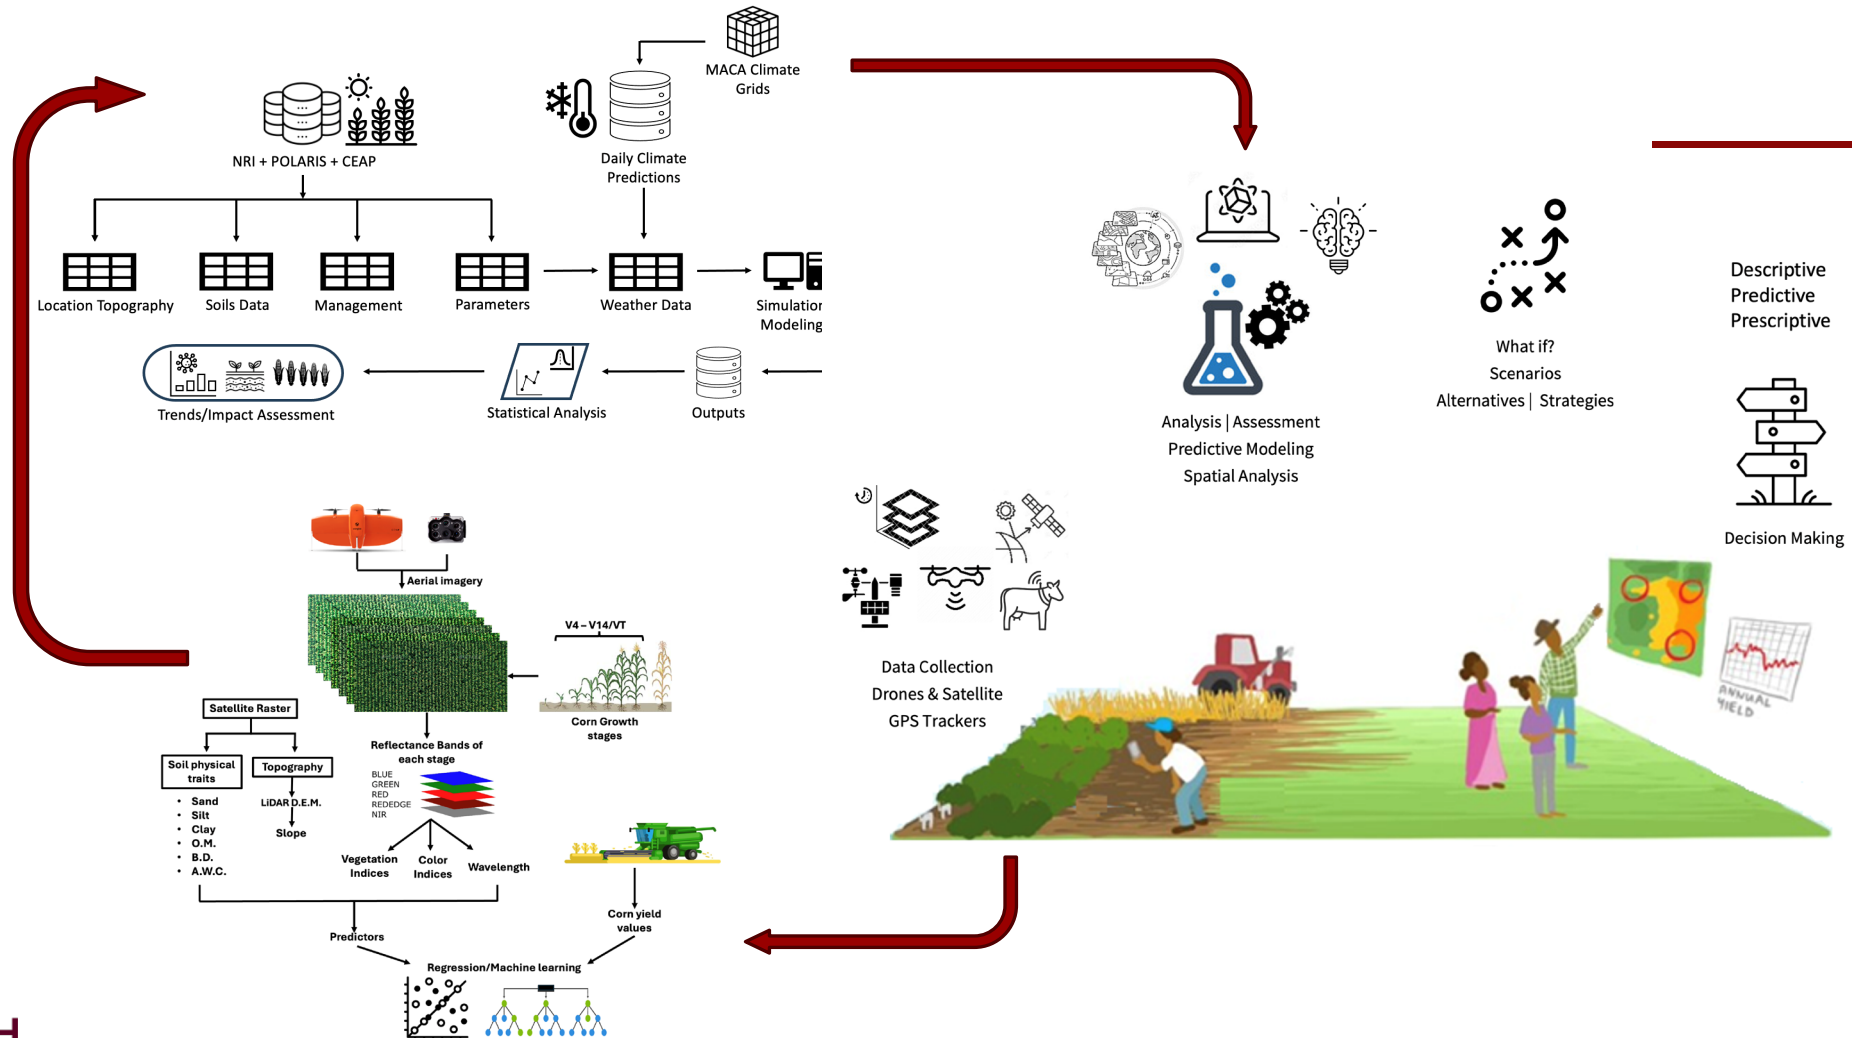 MACA Climate
Grids
NRI + POLARIS + CEAP
Daily Climate
Predictions
Location Topography
Soils Data
Management
Parameters
Weather Data
Simulation
Modeling
Trends/Impact Assessment
Statistical Analysis
Outputs
Analysis | Assessment
Predictive Modeling
Spatial Analysis
What if?
Scenarios
Alternatives | Strategies
Descriptive
Predictive
Prescriptive
Decision Making
Data Collection
Drones & Satellite
GPS Trackers
ANNUAL
YIELD
Aerial imagery
V4 – V14/VT
Corn Growth
stages
Satellite Raster
Soil physical
traits
• Sand
• Silt
• Clay
• O.M.
• B.D.
• A.W.C.
Topography
LiDAR D.E.M.
Slope
Reflectance Bands of
each stage
BLUE
GREEN
RED
REDEDGE
NIR
Vegetation
Indices
Color
Indices
Wavelength
Corn yield
values
Predictors
Regression/Machine learning